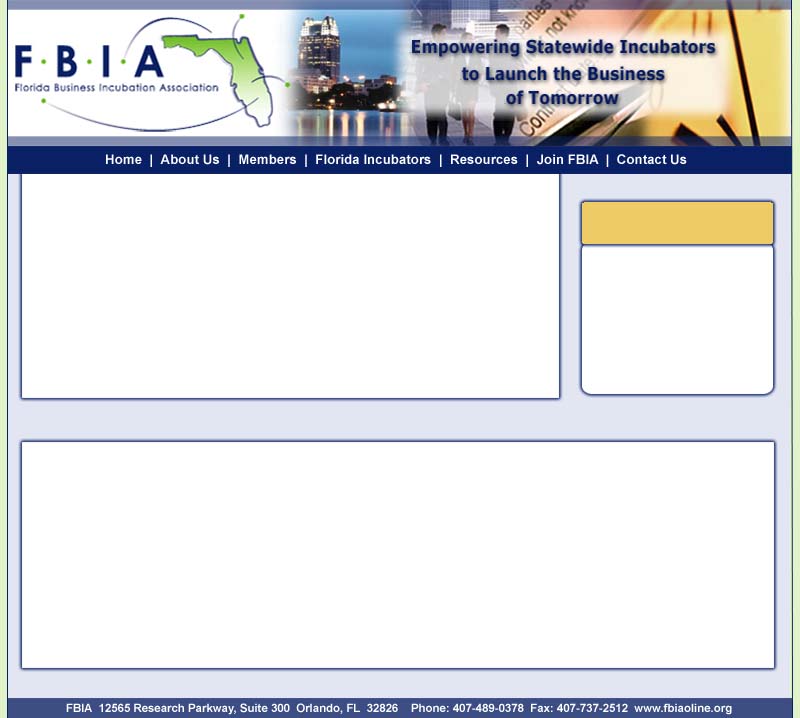 F·B·I·A
Florida Business Incubation Association
Empowering Statewide Incubators
to Launch the Business
of Tomorrow
Home | About Us | Members | Florida Incubators | Resources | Join FBIA | Contact Us
FBIA 12565 Research Parkway, Suite 300 Orlando, FL 32826 Phone: 407-489-0378 Fax: 407-737-2512 www.fbiaoline.org